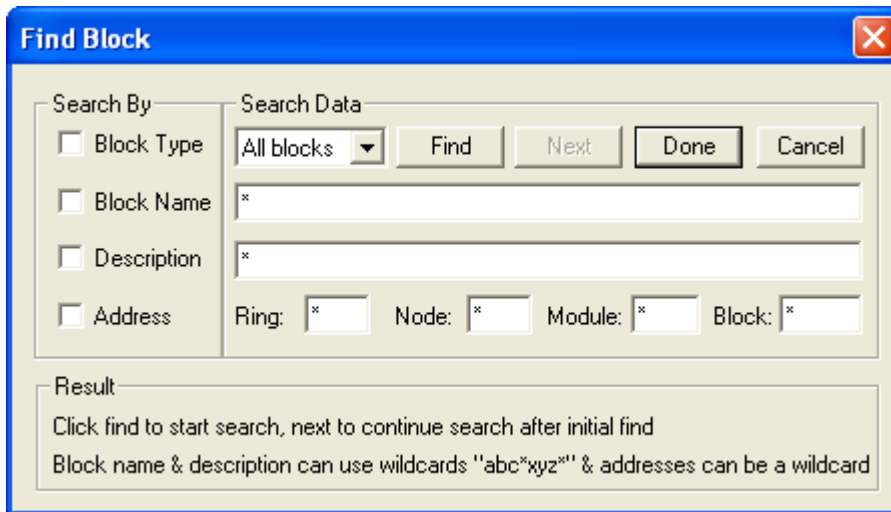 Find Block
Search By
Search Data
Block Type
All blocks
Find
Next
Done
Cancel
Block Name
*
Description
*
Address
Ring: *
Node: *
Module: *
Block: *
Result
Click find to start search, next to continue search after initial find
Block name & description can use wildcards "abc*xyz*" & addresses can be a wildcard